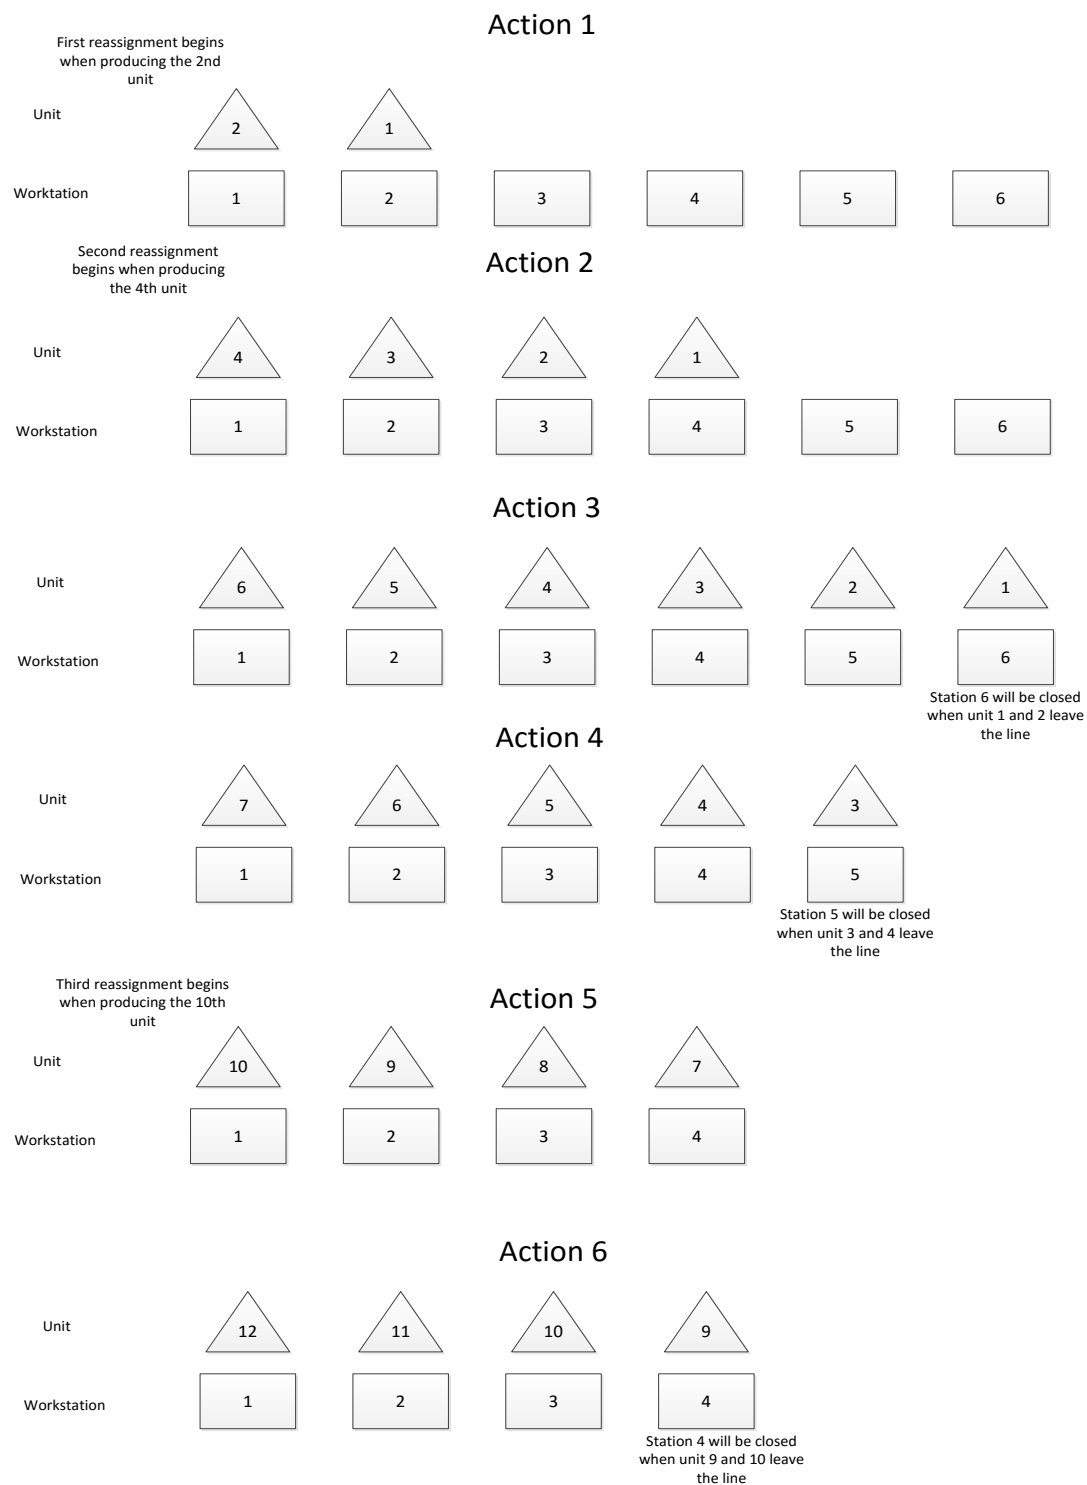 Action 1
First reassignment begins
when producing the 2nd
unit
Unit
2 1
Worktation
1 2 3 4 5 6
Second reassignment
begins when producing
the 4th unit
Action 2
Unit
4 3 2 1
Workstation
1 2 3 4 5 6
Action 3
Unit
6 5 4 3 2 1
Workstation
1 2 3 4 5 6
Station 6 will be closed
when unit 1 and 2 leave
the line
Action 4
Unit
7 6 5 4 3
Workstation
1 2 3 4 5
Station 5 will be closed
when unit 3 and 4 leave
the line
Third reassignment begins
when producing the 10th
unit
Action 5
Unit
10 9 8 7
Workstation
1 2 3 4
Action 6
Unit
12 11 10 9
Workstation
1 2 3 4
Station 4 will be closed
when unit 9 and 10 leave
the line